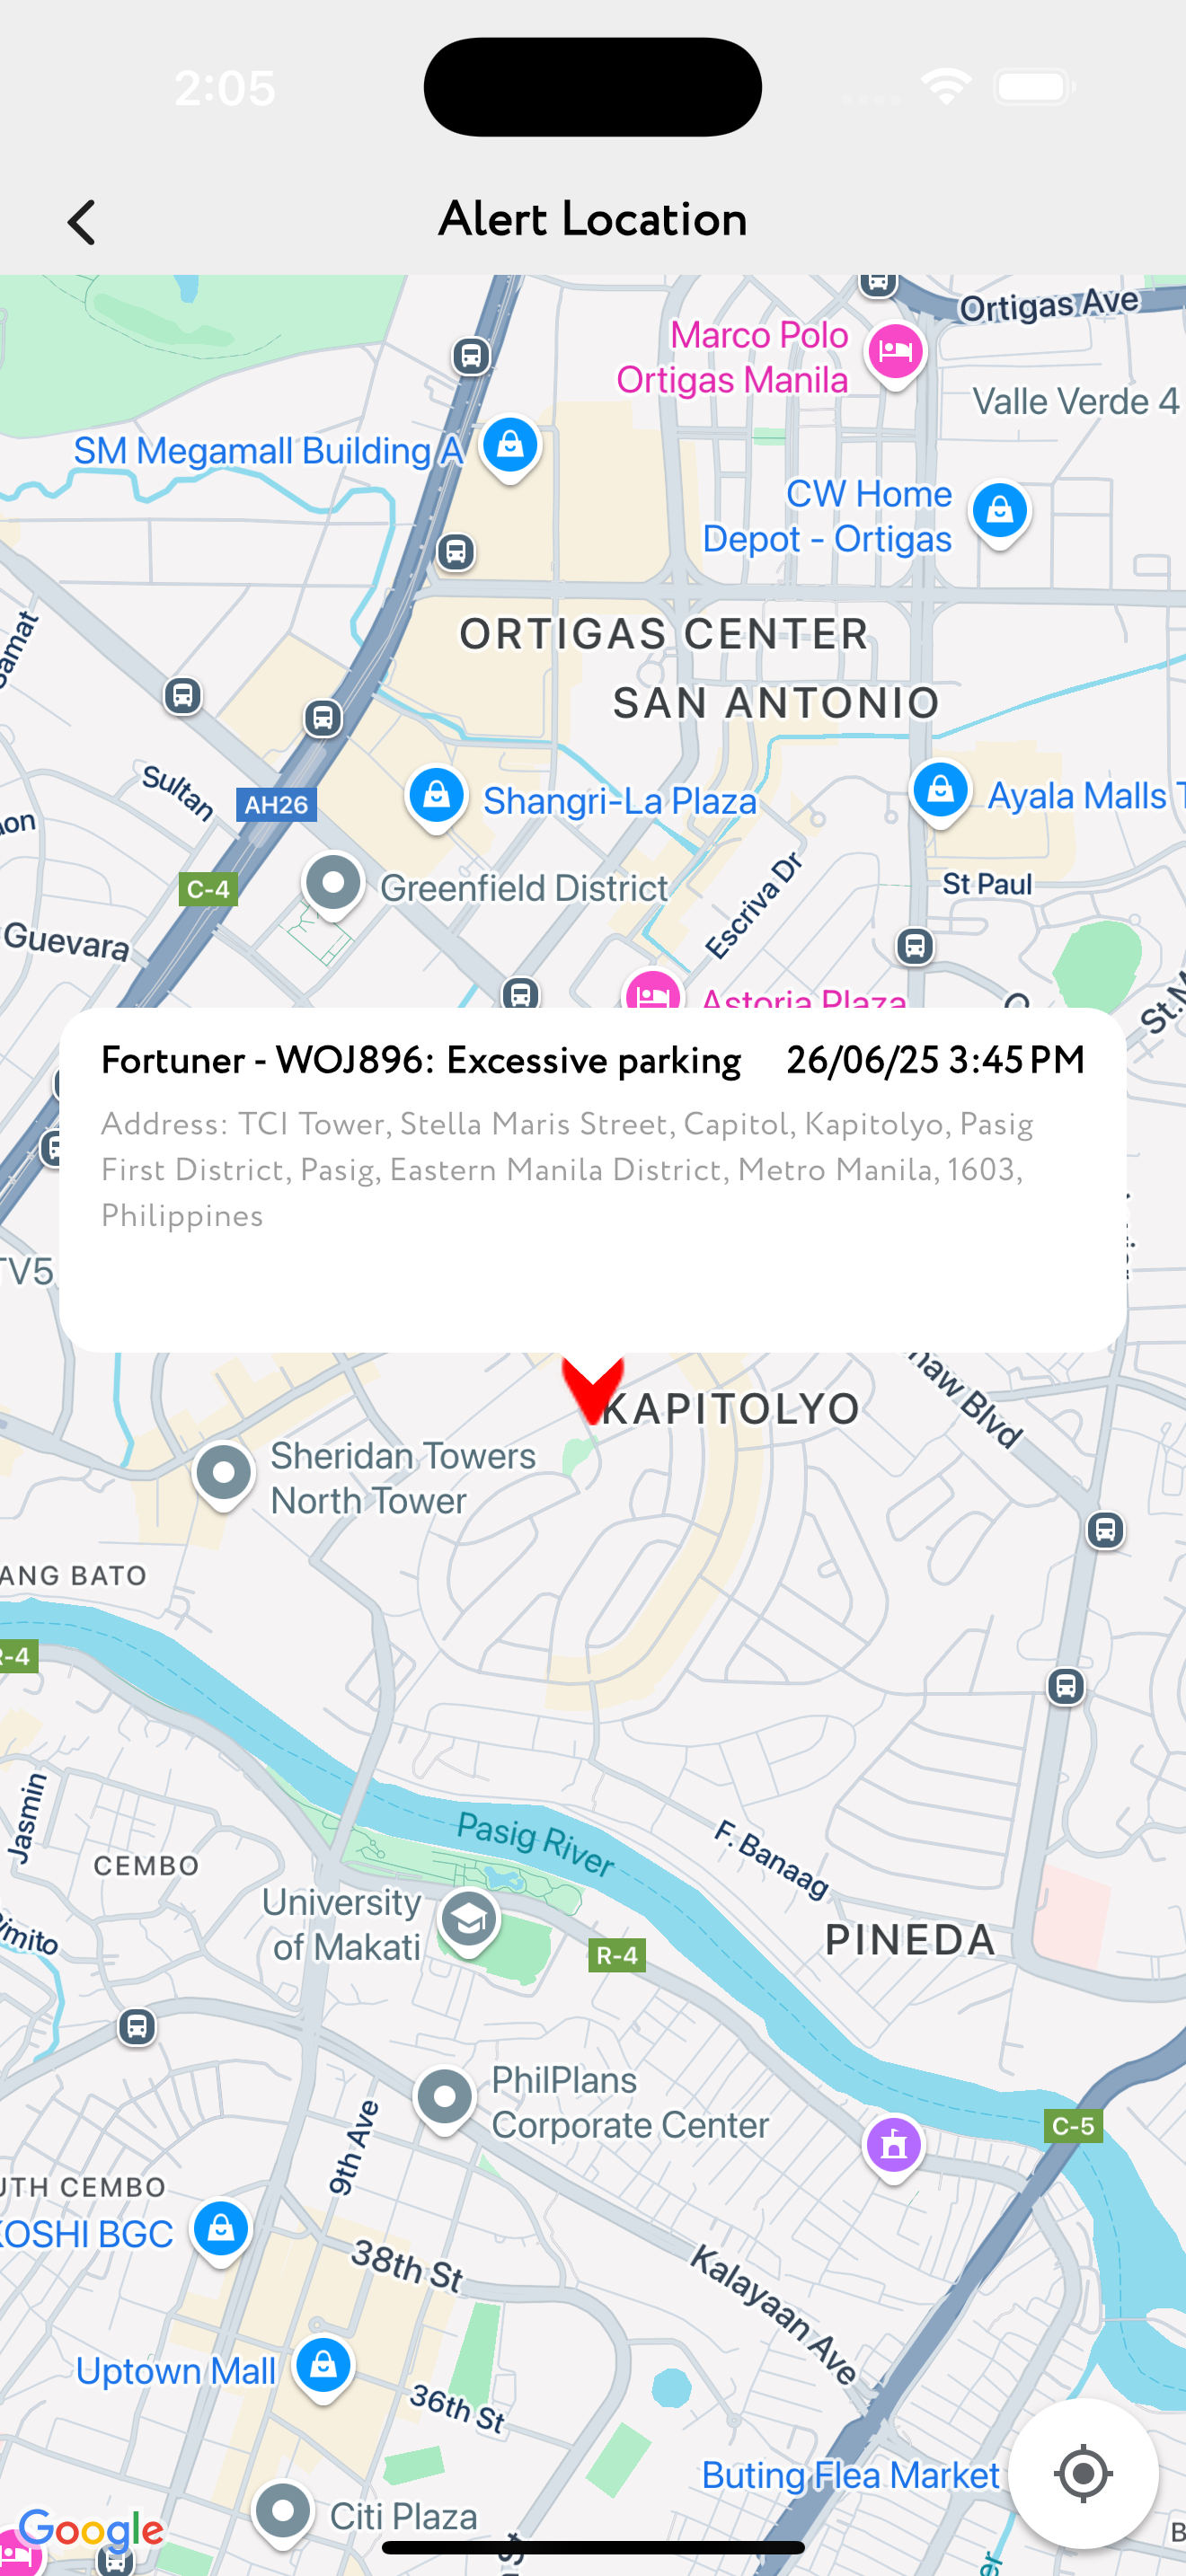 2:05
Alert Location
Ortigas Ave
Marco Polo
Ortigas Manila
Valle Verde 4
SM Megamall Building A
CW Home
Depot - Ortigas
ORTIGAS CENTER
SAN ANTONIO
Sultan
AH26
Shangri-La Plaza
Ayala Malls
C-4
Greenfield District
Escriva Dr
St Paul
Guevara
Astoria Plaza
Fortuner - WOJ896: Excessive parking 26/06/25 3:45 PM
Address: TCI Tower, Stella Maris Street, Capitol, Kapitolyo, Pasig
First District, Pasig, Eastern Manila District, Metro Manila, 1603,
Philippines
TV5
KAPITOLYO
haw Blvd
Sheridan Towers
North Tower
ANG BATO
R-4
Jasmin
Pasig River
F. Banaag
CEMBO
University
of Makati
PINEDA
R-4
PhilPlans
Corporate Center
C-5
9th Ave
UTH CEMBO
KOSHI BGC
38th St
Kalayaan Ave
Uptown Mall
36th St
Buting Flea Market
Citi Plaza
Google